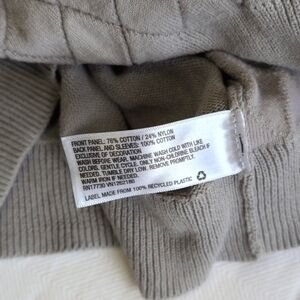 FRONT PANEL: 76% COTTON / 24% NYLON
BACK PANEL AND SLEEVES: 100% COTTON
EXCLUSIVE OF DECORATION
WASH BEFORE WEAR. MACHINE WASH COLD WITH LIKE
COLORS, GENTLE CYCLE. ONLY NON-CHLORINE BLEACH IF
NEEDED. TUMBLE DRY LOW. REMOVE PROMPTLY.
WARM IRON IF NEEDED.
RN17730 VN1262180
LABEL MADE FROM 100% RECYCLED PLASTIC